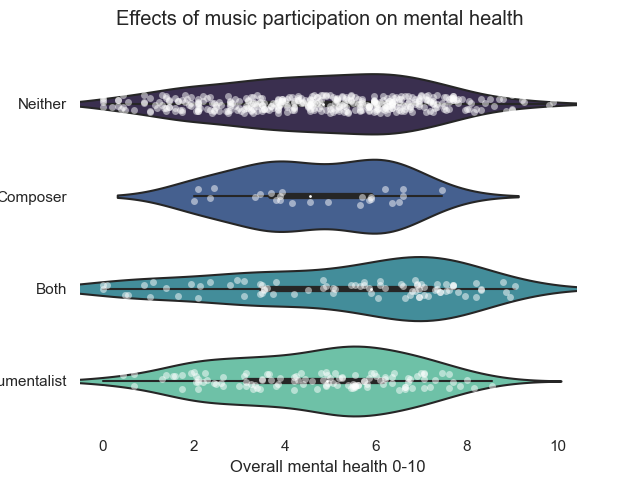 Effects of music participation on mental health
Neither
Composer
Both
umentalist
0 2 4 6 8 10
Overall mental health 0-10